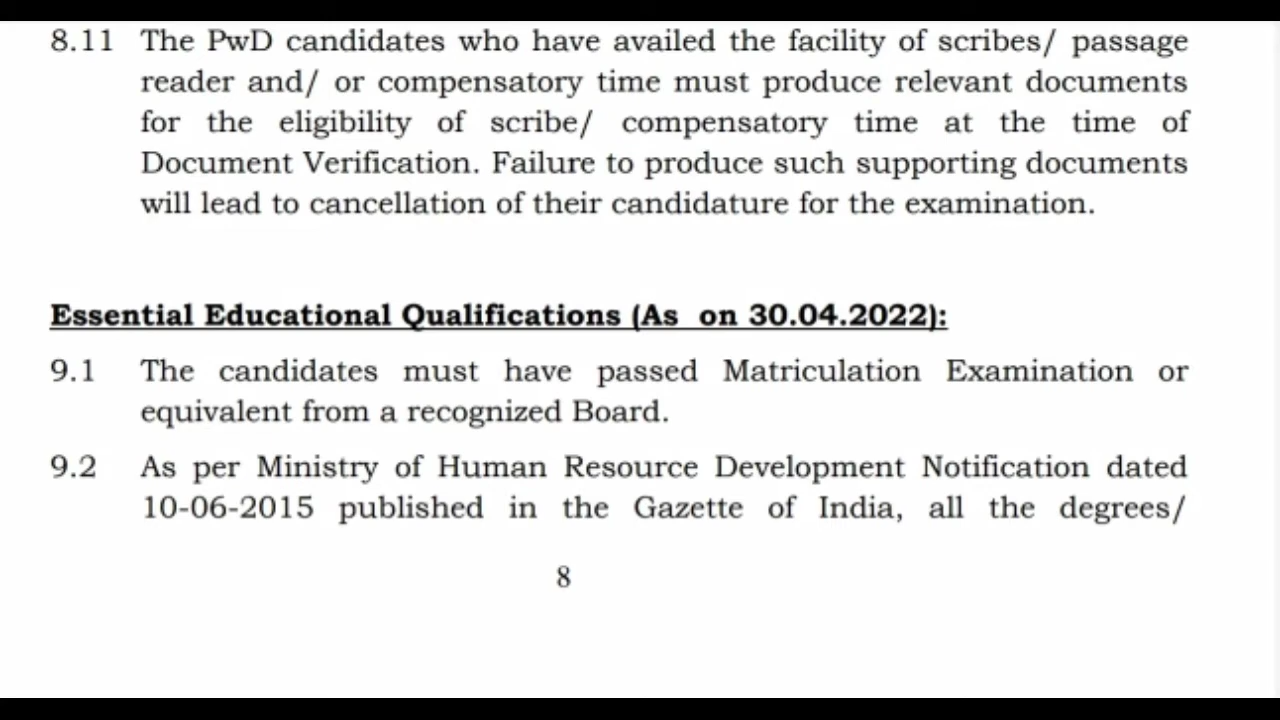 8.11 The PwD candidates who have availed the facility of scribes/ passage
reader and/ or compensatory time must produce relevant documents
for the eligibility of scribe/ compensatory time at the time of
Document Verification. Failure to produce such supporting documents
will lead to cancellation of their candidature for the examination.
Essential Educational Qualifications (As on 30.04.2022):
9.1 The candidates must have passed Matriculation Examination or
equivalent from a recognized Board.
9.2 As per Ministry of Human Resource Development Notification dated
10-06-2015 published in the Gazette of India, all the degrees/
8